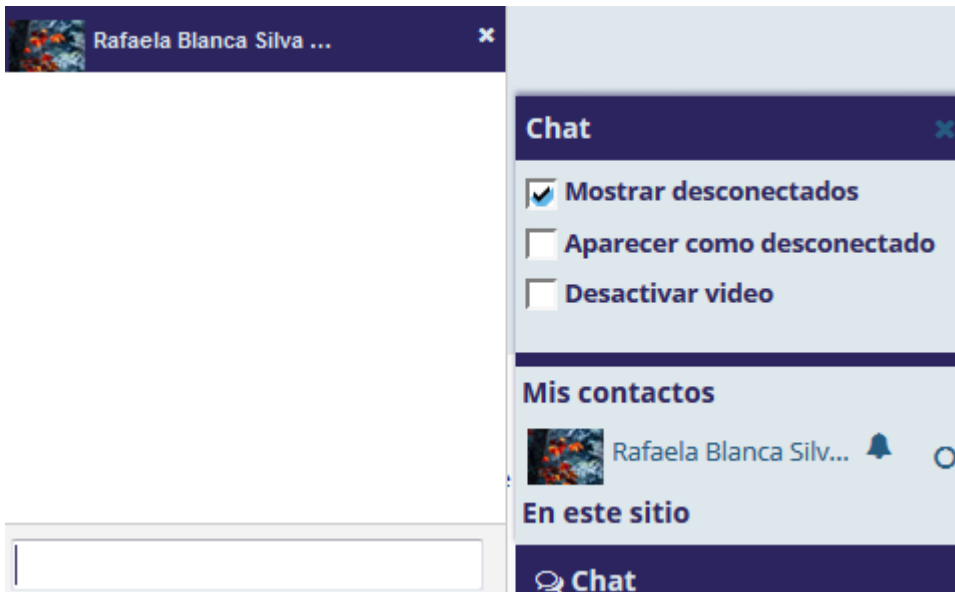 Rafaela Blanca Silva ...
Chat
Mostrar desconectados
Aparecer como desconectado
Desactivar video
Mis contactos
Rafaela Blanca Silv...
En este sitio
Chat